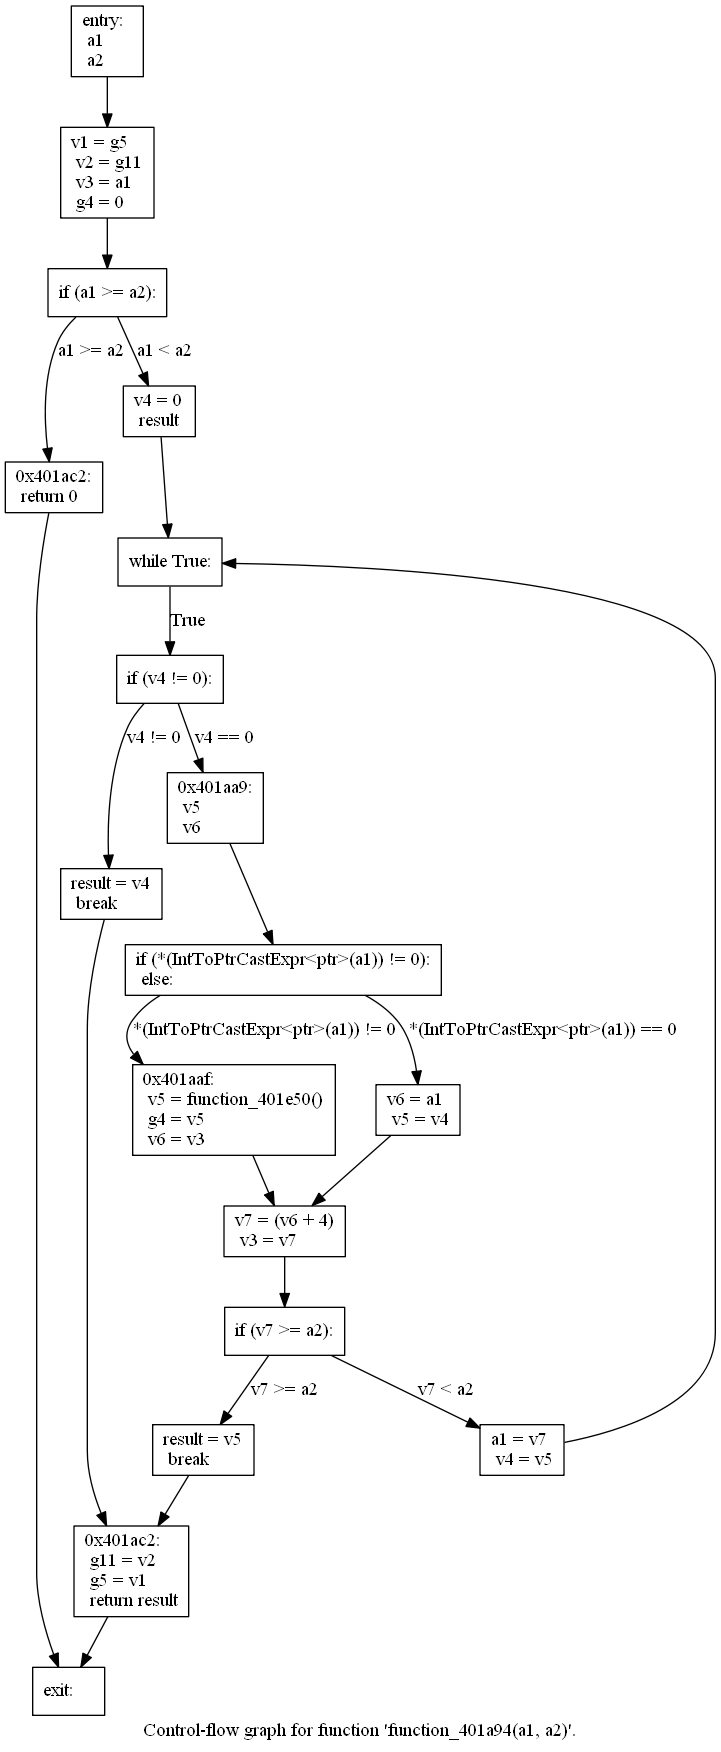 entry:
a1
a2
v1 = g5
v2 = g11
v3 = a1
g4 = 0
if (a1 >= a2):
a1 >= a2
a1 < a2
v4 = 0
result
0x401ac2:
return 0
while True:
True
if (v4 != 0):
v4 != 0
v4 == 0
0x401aa9:
v5
v6
result = v4
break
if (*(IntToPtrCastExpr<ptr>(a1)) != 0):
else:
*(IntToPtrCastExpr<ptr>(a1)) != 0
*(IntToPtrCastExpr<ptr>(a1)) == 0
0x401aaf:
v5 = function_401e50()
g4 = v5
v6 = v3
v6 = a1
v5 = v4
v7 = (v6 + 4)
v3 = v7
if (v7 >= a2):
v7 >= a2
v7 < a2
result = v5
break
a1 = v7
v4 = v5
0x401ac2:
g11 = v2
g5 = v1
return result
exit:
Control-flow graph for function 'function_401a94(a1, a2)'.